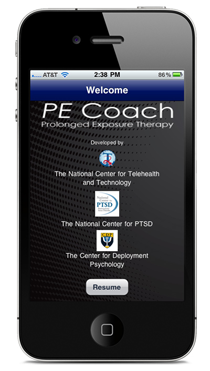 AT&T 2:38 PM 86%
Welcome
PE Coach
Prolonged Exposure Therapy
Developed by
The National Center for Telehealth
and Technology
PTSD
The National Center for PTSD
The Center for Deployment
Psychology
Resume